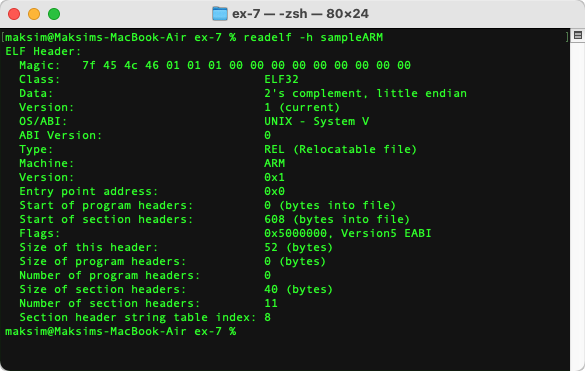 ex-7 — -zsh — 80×24
[maksim@Maksims-MacBook-Air ex-7 % readelf -h sampleARM
ELF Header:
  Magic:   7f 45 4c 46 01 01 01 00 00 00 00 00 00 00 00 00
  Class:                             ELF32
  Data:                              2's complement, little endian
  Version:                           1 (current)
  OS/ABI:                            UNIX - System V
  ABI Version:                       0
  Type:                              REL (Relocatable file)
  Machine:                           ARM
  Version:                           0x1
  Entry point address:               0x0
  Start of program headers:          0 (bytes into file)
  Start of section headers:          608 (bytes into file)
  Flags:                             0x5000000, Version5 EABI
  Size of this header:               52 (bytes)
  Size of program headers:           0 (bytes)
  Number of program headers:         0
  Size of section headers:           40 (bytes)
  Number of section headers:         11
  Section header string table index: 8
maksim@Maksims-MacBook-Air ex-7 %